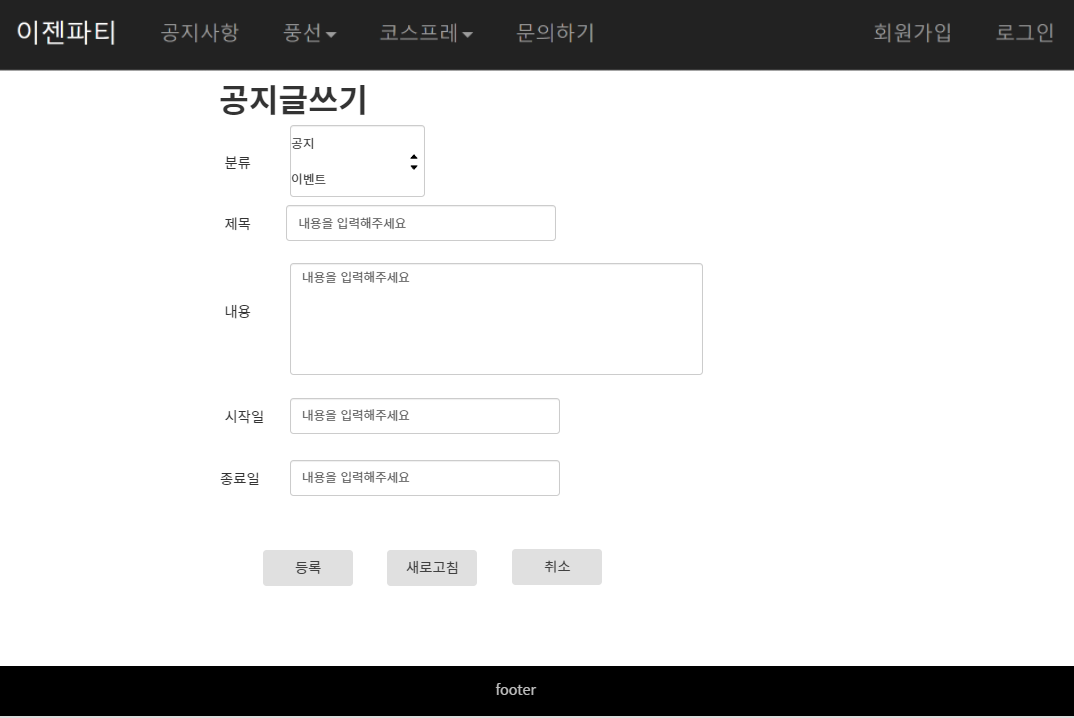 이젠파티 공지사항 풍선 코스프레 문의하기 회원가입 로그인
공지글쓰기
분류
공지
이벤트
제목 내용을 입력해주세요
내용 내용을 입력해주세요
시작일 내용을 입력해주세요
종료일 내용을 입력해주세요
등록 새로고침 취소
footer